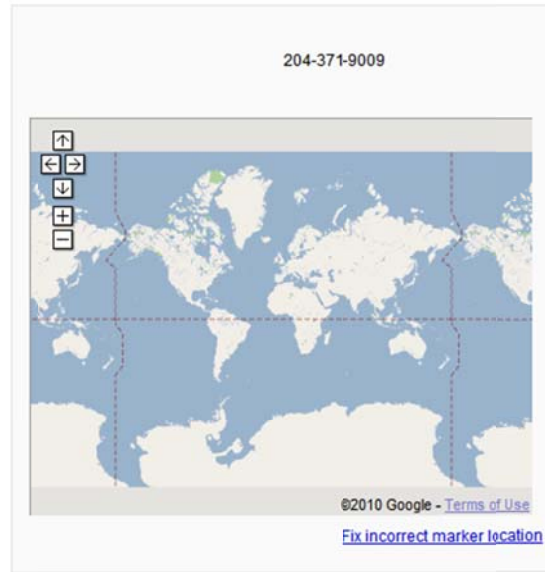 204-371-9009
©2010 Google - Terms of Use
Fix incorrect marker location